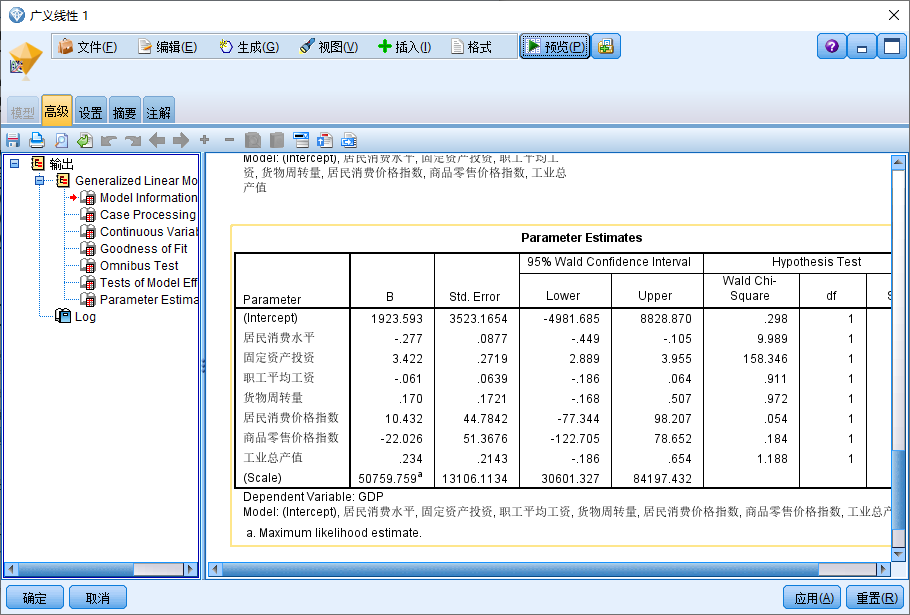 广义线性 1
文件(F) 编辑(E) 生成(G) 视图(V) 插入(I) 格式 预览(P)
模型 高级 设置 摘要 注解
输出
Generalized Linear Mo
Model Information
Case Processing
Continuous Variab
Goodness of Fit
Omnibus Test
Tests of Model Eff
Parameter Estima
Log
Model: (Intercept), 居民消费水平, 固定资产投资, 职工平均工
资, 货物周转量, 居民消费价格指数, 商品零售价格指数, 工业总
产值
Parameter Estimates
95% Wald Confidence Interval Hypothesis Test
Parameter B Std. Error Lower Upper Wald Chi-Square df S
(Intercept) 1923.593 3523.1654 -4981.685 8828.870 .298 1
居民消费水平 -.277 .0877 -.449 -.105 9.989 1
固定资产投资 3.422 .2719 2.889 3.955 158.346 1
职工平均工资 -.061 .0639 -.186 .064 .911 1
货物周转量 .170 .1721 -.168 .507 .972 1
居民消费价格指数 10.432 44.7842 -77.344 98.207 .054 1
商品零售价格指数 -22.026 51.3676 -122.705 78.652 .184 1
工业总产值 .234 .2143 -.186 .654 1.188 1
(Scale) 50759.759a 13106.1134 30601.327 84197.432
Dependent Variable: GDP
Model: (Intercept), 居民消费水平, 固定资产投资, 职工平均工资, 货物周转量, 居民消费价格指数, 商品零售价格指数, 工业总产
a. Maximum likelihood estimate.
确定 取消 应用(A) 重置(R)